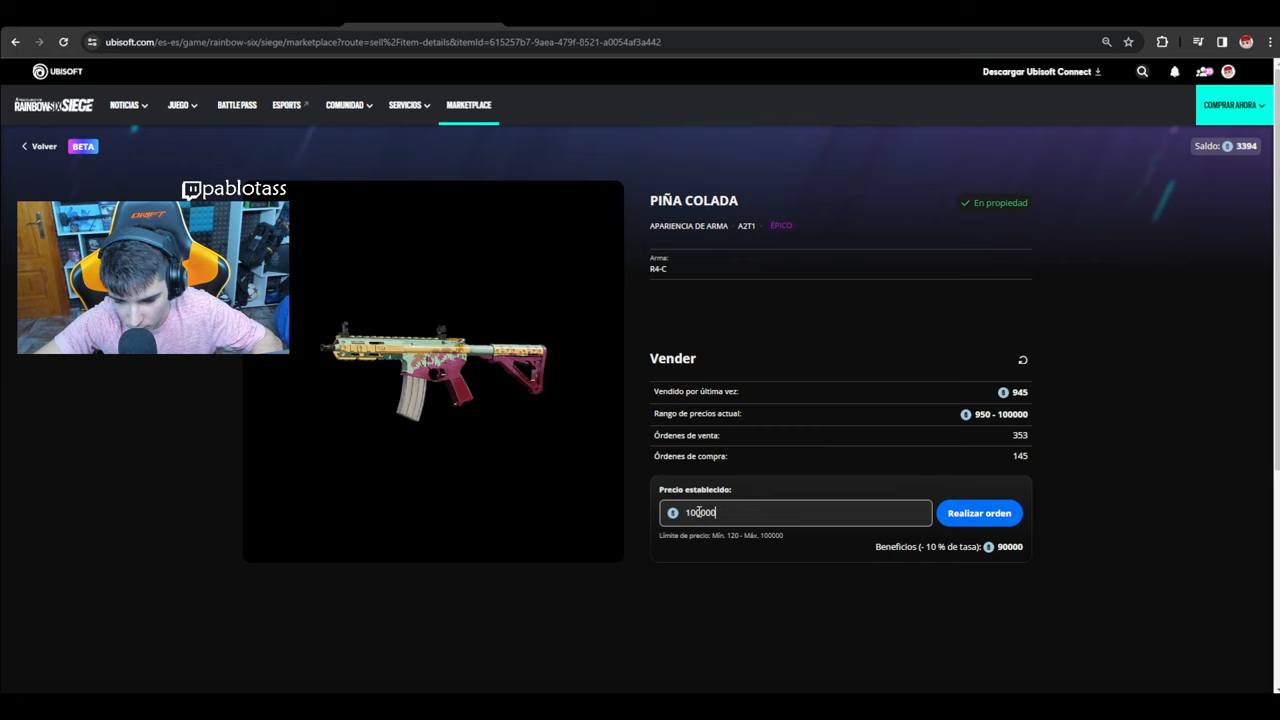 ubisoft.com/es-es/game/rainbow-six/siege/marketplace?route=sell%2Fitem-details&itemId=615257b7-9aea-479f-8521-a0054af3a442
UBISOFT
Descargar Ubisoft Connect
RAINBOWSIX SIEGE
NOTICIAS
JUEGO
BATTLE PASS
ESPORTS
COMUNIDAD
SERVICIOS
MARKETPLACE
COMPRAR AHORA
Volver
BETA
Saldo: 3394
pablotass
DRIFT
PIÑA COLADA
En propiedad
APARIENCIA DE ARMA · A2T1 · ÉPICO
Arma:
R4-C
Vender
Vendido por última vez: 945
Rango de precios actual: 950 - 100000
Órdenes de venta: 353
Órdenes de compra: 145
Precio establecido:
100000
Realizar orden
Límite de precio: Mín. 120 - Máx. 100000
Beneficios (- 10 % de tasa): 90000